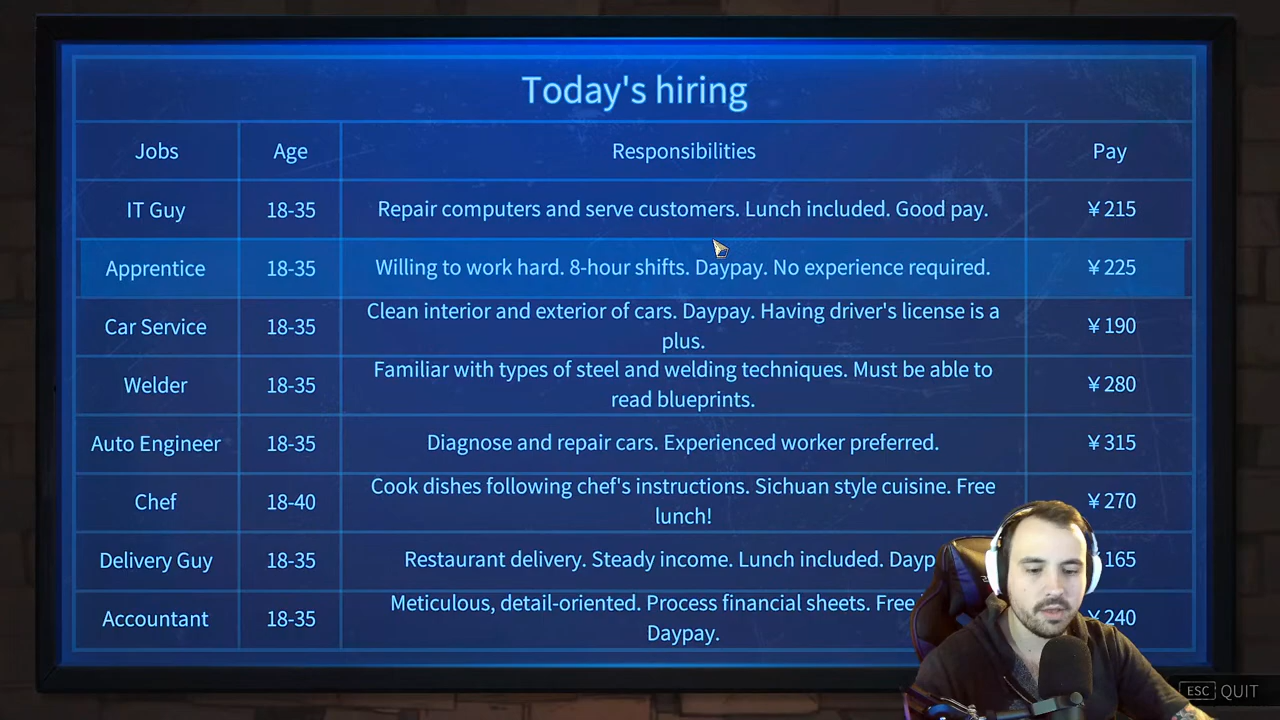 Today's hiring
Jobs Age Responsibilities Pay
IT Guy 18-35 Repair computers and serve customers. Lunch included. Good pay. ¥215
Apprentice 18-35 Willing to work hard. 8-hour shifts. Daypay. No experience required. ¥225
Car Service 18-35 Clean interior and exterior of cars. Daypay. Having driver's license is a
plus. ¥190
Welder 18-35 Familiar with types of steel and welding techniques. Must be able to
read blueprints. ¥280
Auto Engineer 18-35 Diagnose and repair cars. Experienced worker preferred. ¥315
Chef 18-40 Cook dishes following chef's instructions. Sichuan style cuisine. Free
lunch! ¥270
Delivery Guy 18-35 Restaurant delivery. Steady income. Lunch included. 165
Accountant 18-35 Meticulous, detail-oriented. Process financial sheets. Free
Daypay. ¥240
ESC QUIT